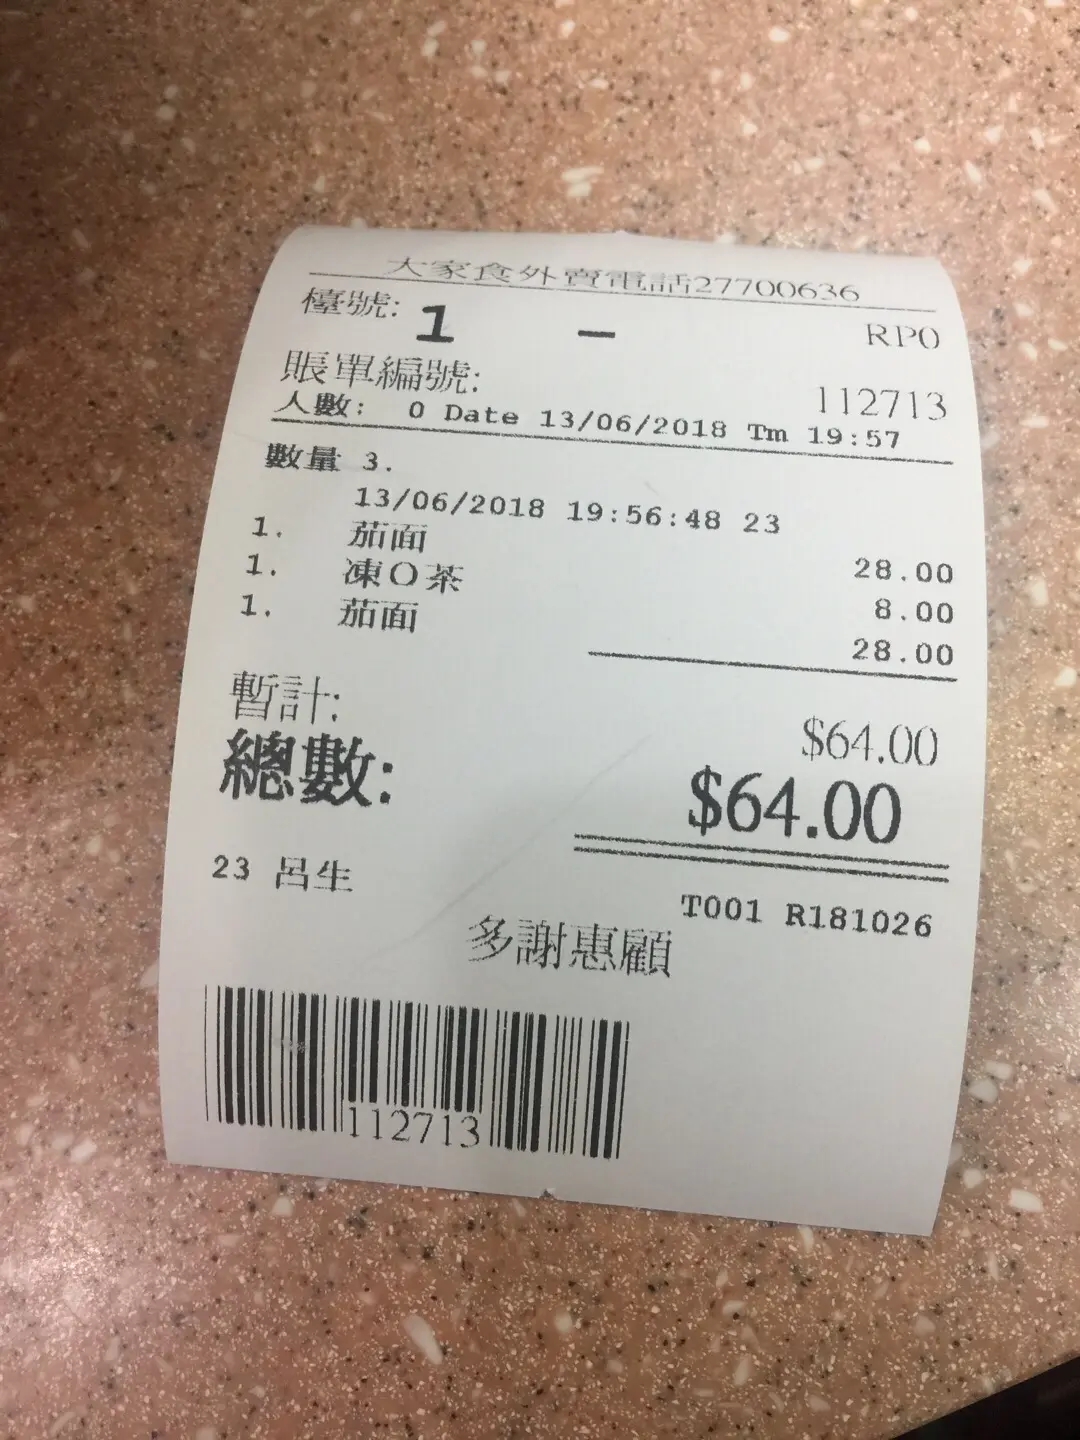 大家食外賣電話27700636
檯號: 1 – RP0
賬單編號: 112713
人數: 0 Date 13/06/2018 Tm 19:57
數量 3.
13/06/2018 19:56:48 23
1. 茄面 28.00
1. 凍O茶 8.00
1. 茄面 28.00
暫計: $64.00
總數: $64.00
23 呂生
T001 R181026
多謝惠顧
112713